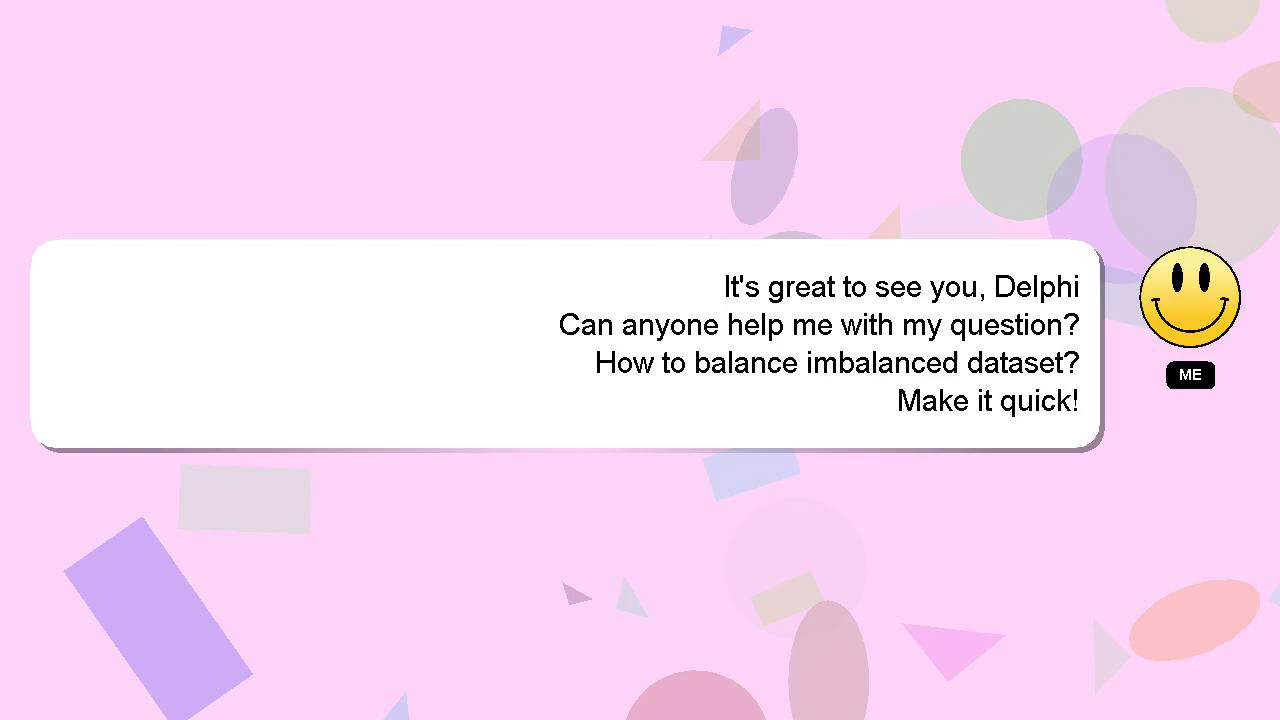 It's great to see you, Delphi
Can anyone help me with my question?
How to balance imbalanced dataset?
Make it quick!
ME